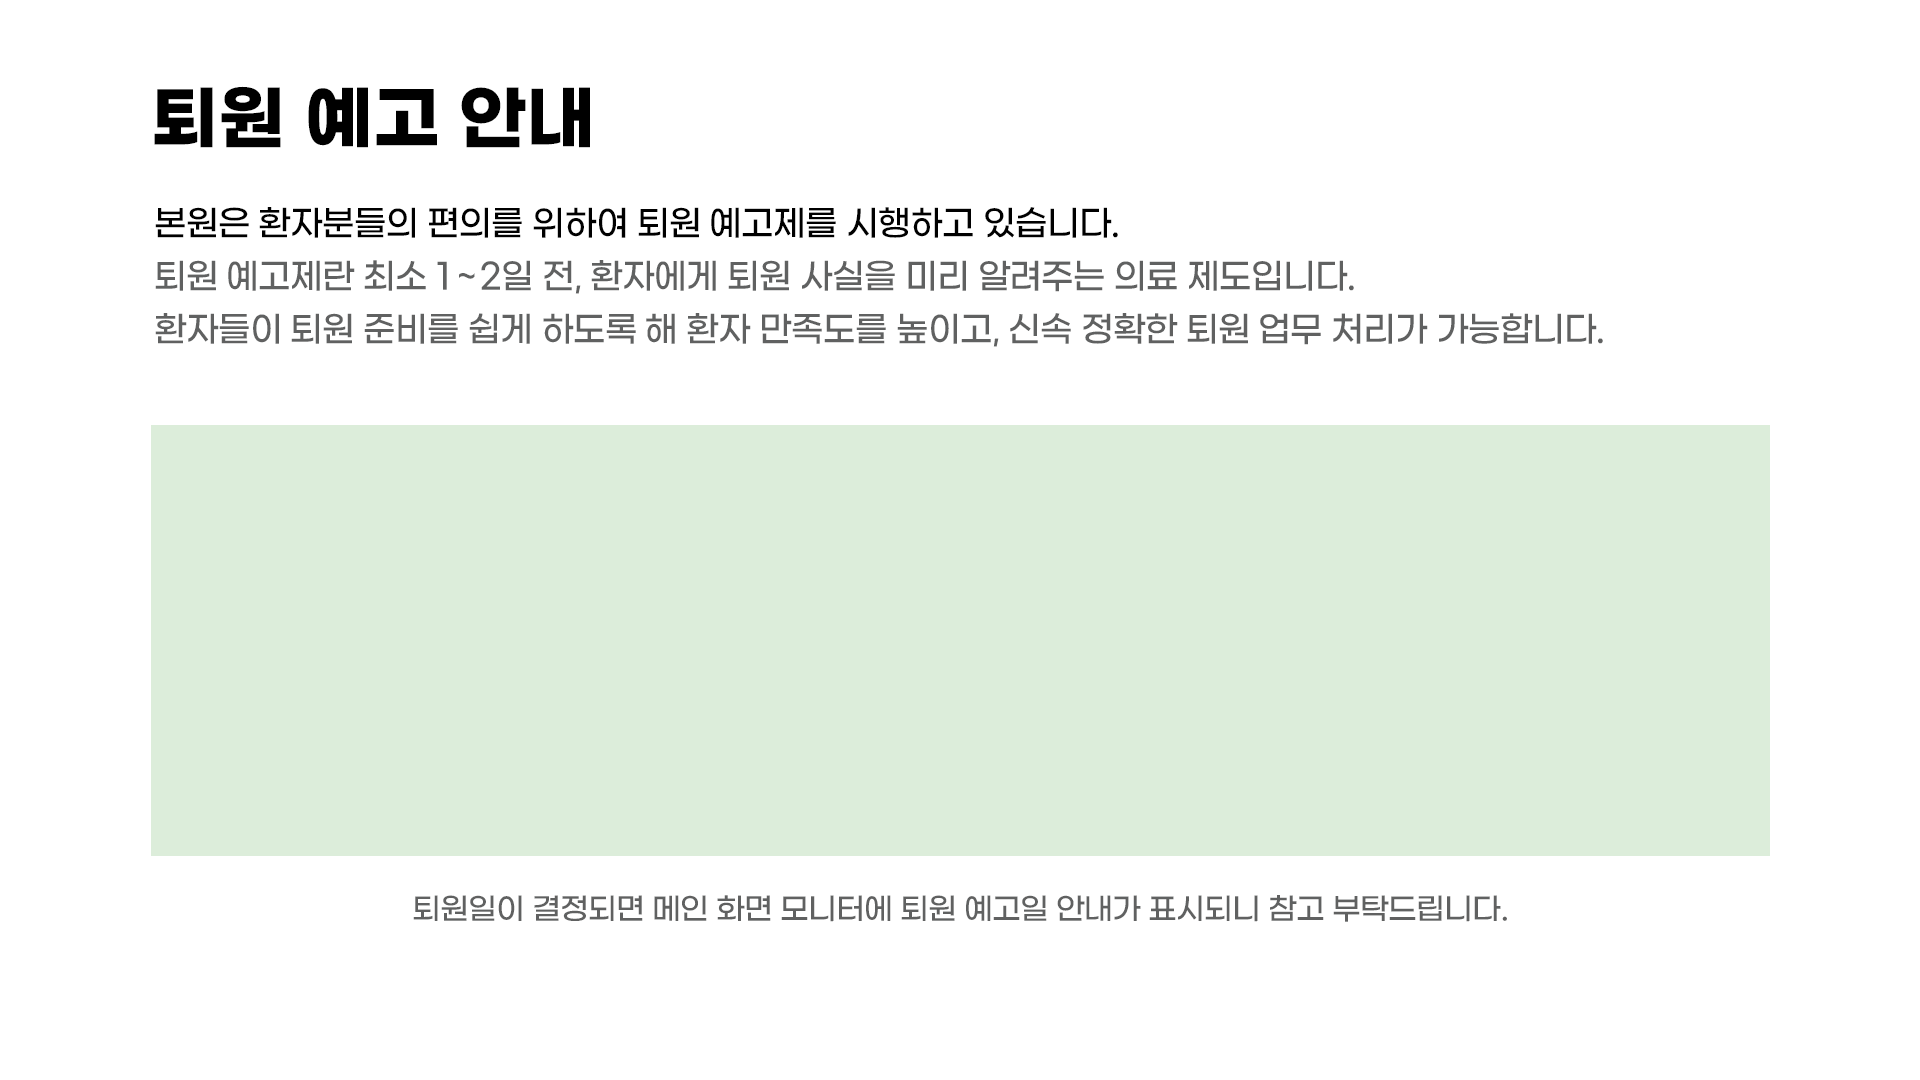 퇴원 예고 안내
본원은 환자분들의 편의를 위하여 퇴원 예고제를 시행하고 있습니다.
퇴원 예고제란 최소 1~2일 전, 환자에게 퇴원 사실을 미리 알려주는 의료 제도입니다.
환자들이 퇴원 준비를 쉽게 하도록 해 환자 만족도를 높이고, 신속 정확한 퇴원 업무 처리가 가능합니다.
퇴원일이 결정되면 메인 화면 모니터에 퇴원 예고일 안내가 표시되니 참고 부탁드립니다.